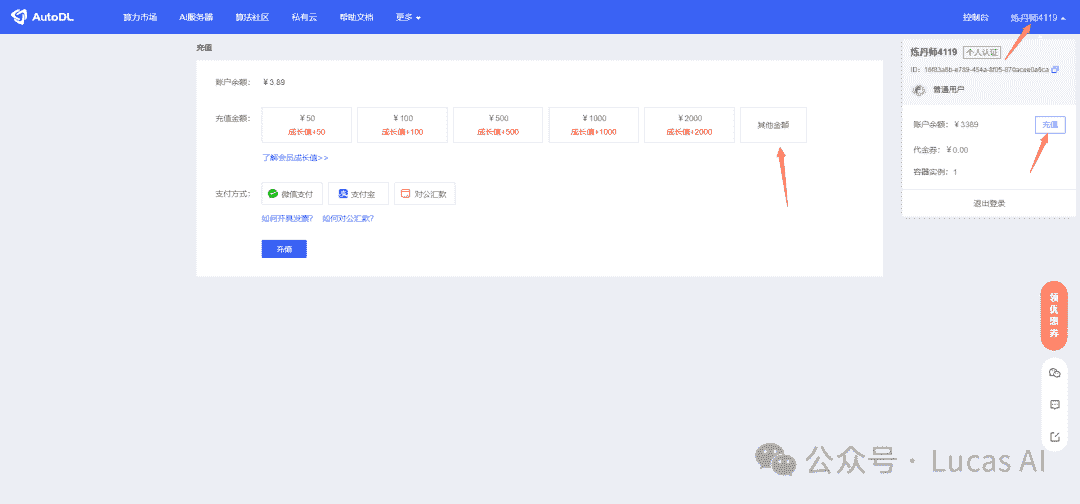 AutoDL 算力市场 AI服务器 算法社区 私有云 帮助文档 更多 控制台 炼丹师4119
充值
账户余额: ¥3.89
充值金额: ¥50 ¥100 ¥500 ¥1000 ¥2000 其他金额
成长值+50 成长值+100 成长值+500 成长值+1000 成长值+2000
了解会员成长值>>
支付方式: 微信支付 支付宝 对公汇款
如何开具发票? 如何对公汇款?
充值
炼丹师4119 个人认证
ID:
普通用户
账户余额: ¥3.89 充值
代金券: ¥0.00
容器实例: 1
退出登录
领优惠券
公众号 · Lucas AI